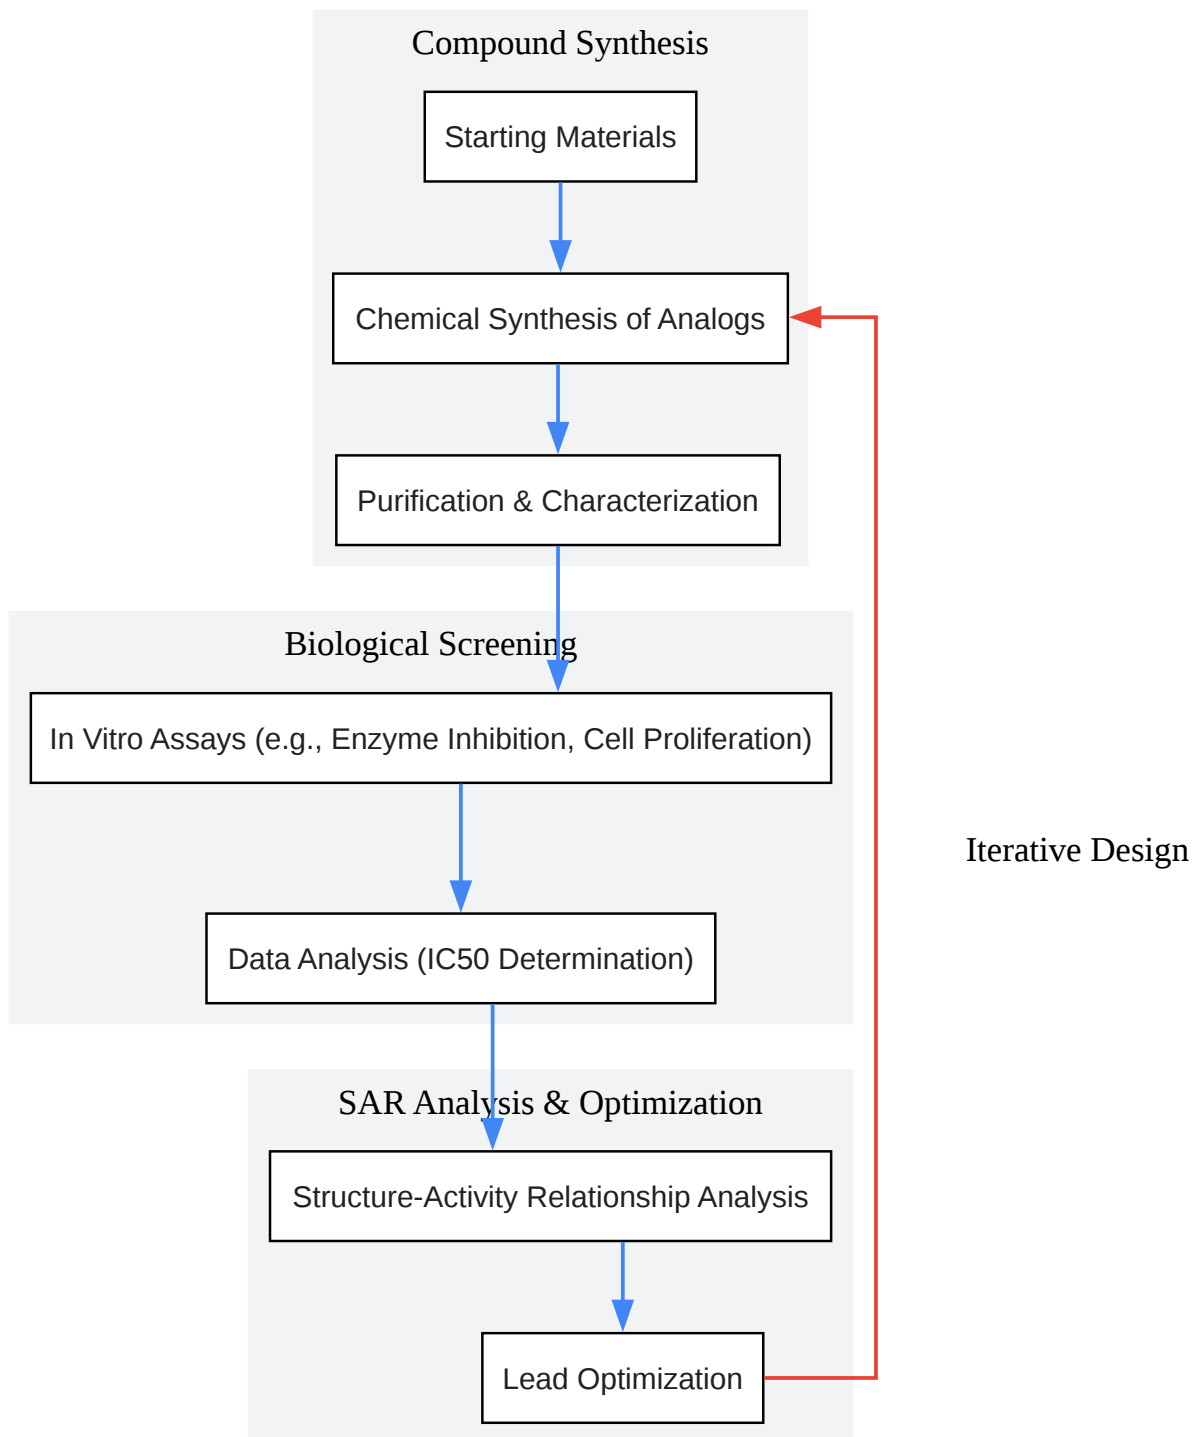 Compound Synthesis
Starting Materials
Chemical Synthesis of Analogs
Purification & Characterization
Biological Screening
In Vitro Assays (e.g., Enzyme Inhibition, Cell Proliferation)
Iterative Design
Data Analysis (IC50 Determination)
SAR Analysis & Optimization
Structure-Activity Relationship Analysis
Lead Optimization